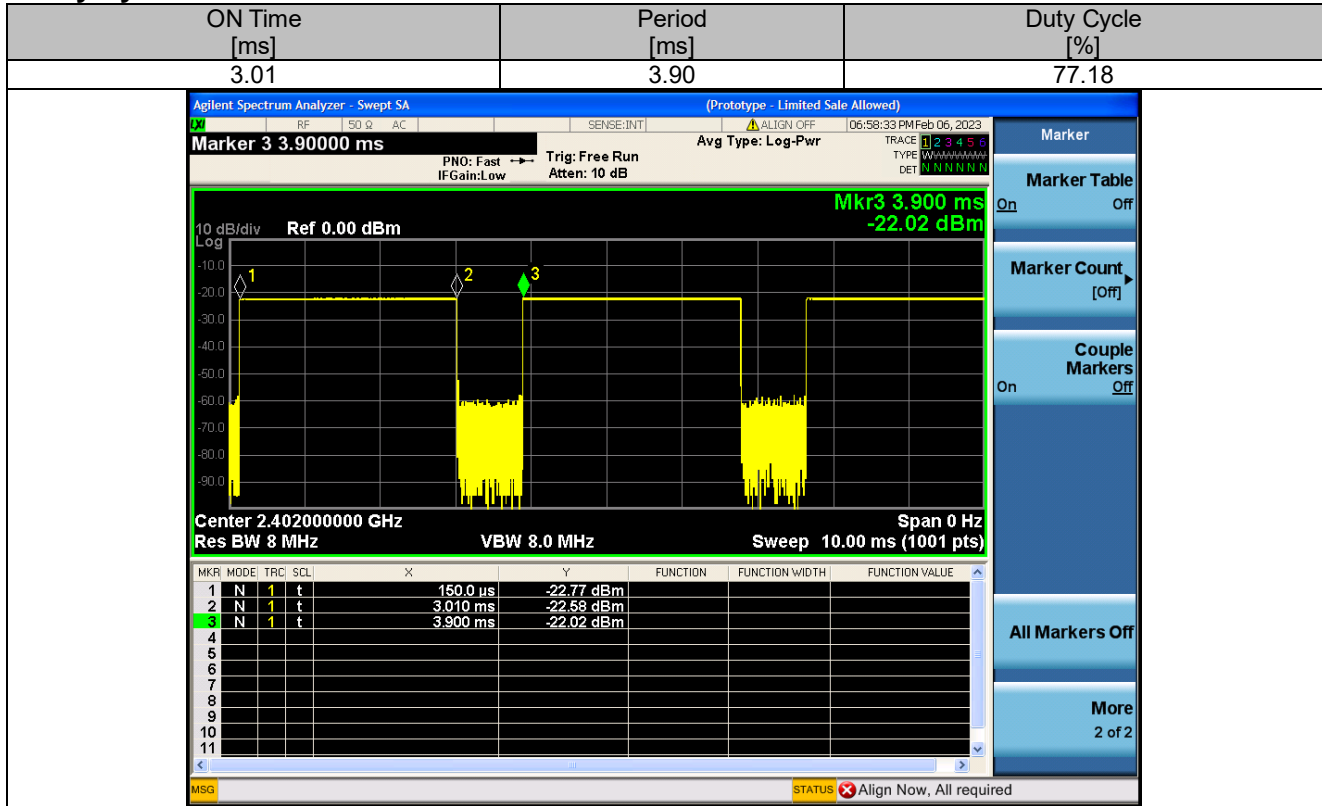 ON Time
[ms]
Period
[ms]
Duty Cycle
[%]
3.01 3.90 77.18
Agilent Spectrum Analyzer - Swept SA (Prototype - Limited Sale Allowed)
LXI RF 50 Ω AC SENSE:INT ALIGN OFF 06:58:33 PM Feb 06, 2023
Marker 3 3.90000 ms
PNO: Fast
IFGain:Low
Trig: Free Run
Atten: 10 dB
Avg Type: Log-Pwr
TRACE 1 2 3 4 5 6
TYPE
DET N N N N N N
Mkr3 3.900 ms
-22.02 dBm
10 dB/div Ref 0.00 dBm
Log
-10.0
-20.0
-30.0
-40.0
-50.0
-60.0
-70.0
-80.0
-90.0
1
2
3
Center 2.402000000 GHz Span 0 Hz
Res BW 8 MHz VBW 8.0 MHz Sweep 10.00 ms (1001 pts)
MKR MODE TRC SCL X Y FUNCTION FUNCTION WIDTH FUNCTION VALUE
1 N 1 t 150.0 µs -22.77 dBm
2 N 1 t 3.010 ms -22.58 dBm
3 N 1 t 3.900 ms -22.02 dBm
4
5
6
7
8
9
10
11
MSG STATUS Align Now, All required
Marker
Marker Table
On Off
Marker Count
[Off]
Couple
Markers
On Off
All Markers Off
More
2 of 2